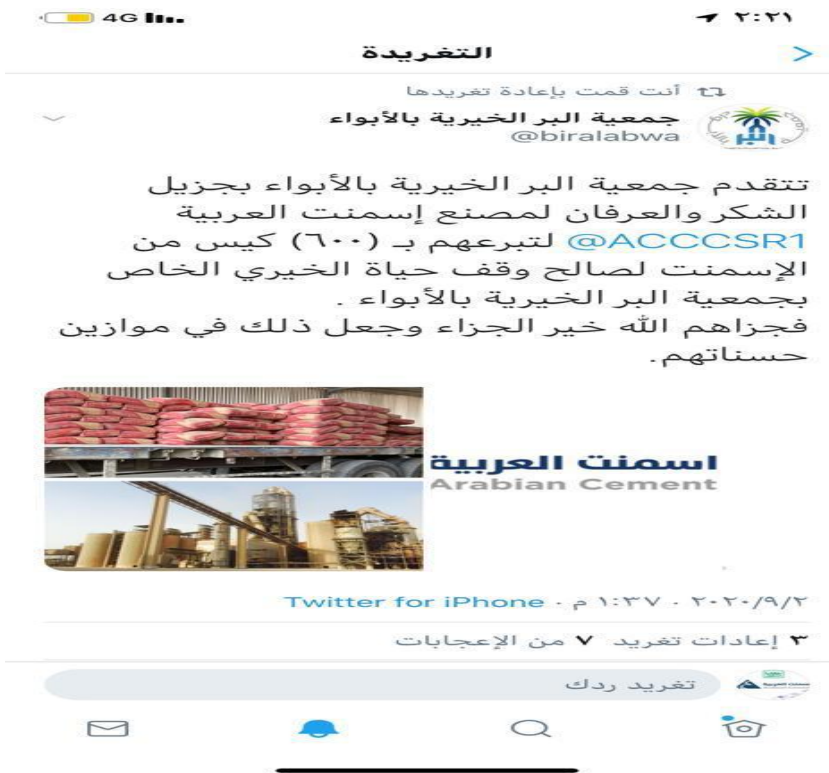 ٢:٢١
4G
التغريدة
أنت قمت بإعادة تغريدها
جمعية البر الخيرية بالأبواء
@biralabwa
تتقدم جمعية البر الخيرية بالأبواء بجزيل
الشكر والعرفان لمصنع إسمنت العربية
@ACCCSR1 لتبرعهم بـ (٦٠٠) كيس من
الإسمنت لصالح وقف حياة الخيري الخاص
بجمعية البر الخيرية بالأبواء .
فجزاهم الله خير الجزاء وجعل ذلك في موازين
حسناتهم.
اسمنت العربية
Arabian Cement
٢٠٢٠/٩/٢ · ١:٣٧ م · Twitter for iPhone
٣ إعادات تغريد ٧ من الإعجابات
تغريد ردك